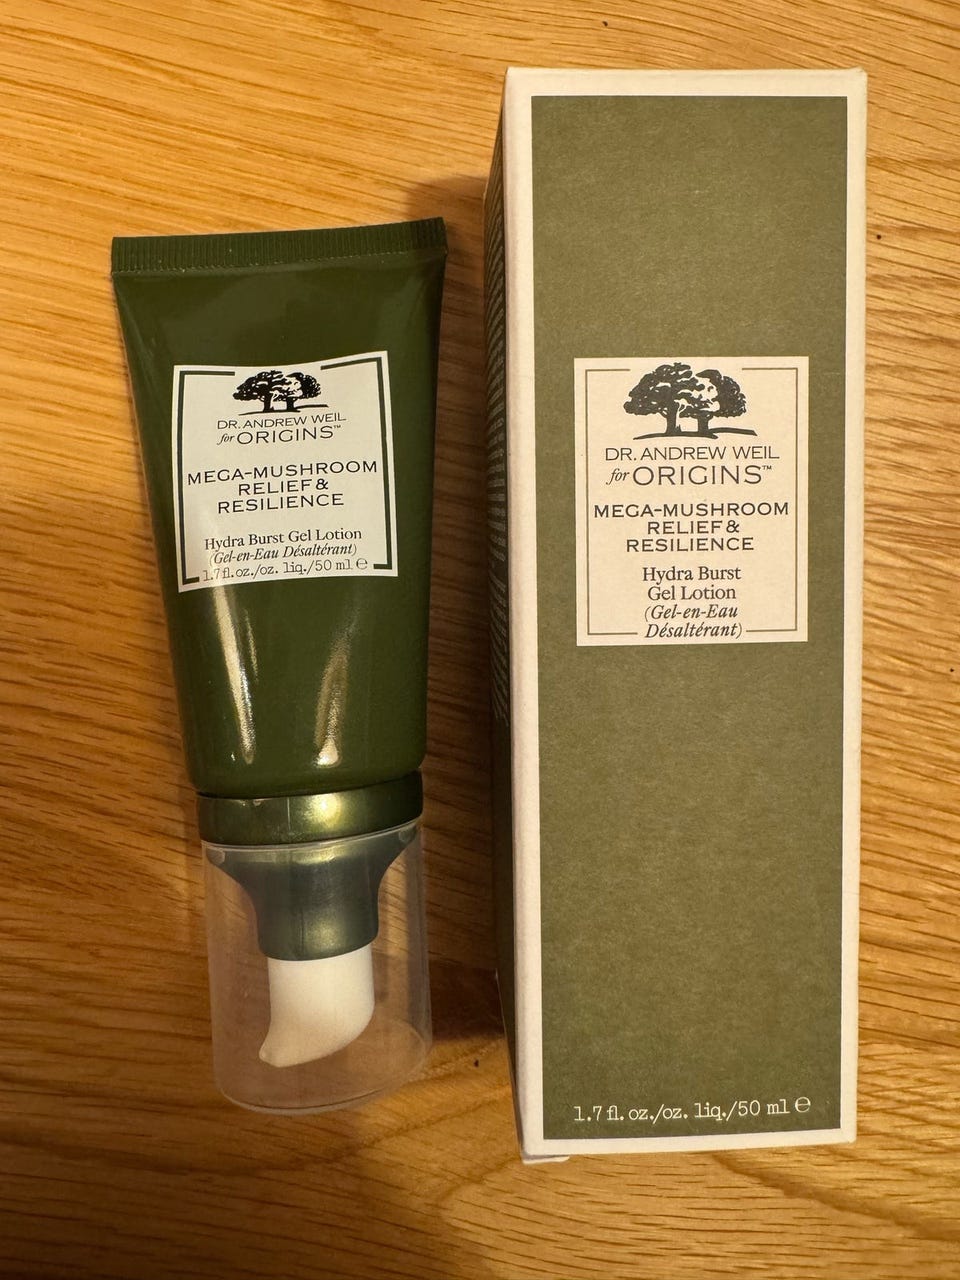 DR. ANDREW WEIL
for ORIGINS™
MEGA-MUSHROOM
RELIEF &
RESILIENCE
Hydra Burst Gel Lotion
(Gel-en-Eau Désaltérant)
1.7 fl. oz./oz. liq./50 ml ℮
DR. ANDREW WEIL
for ORIGINS™
MEGA-MUSHROOM
RELIEF &
RESILIENCE
Hydra Burst
Gel Lotion
(Gel-en-Eau
Désaltérant)
1.7 fl. oz./oz. liq./50 ml ℮